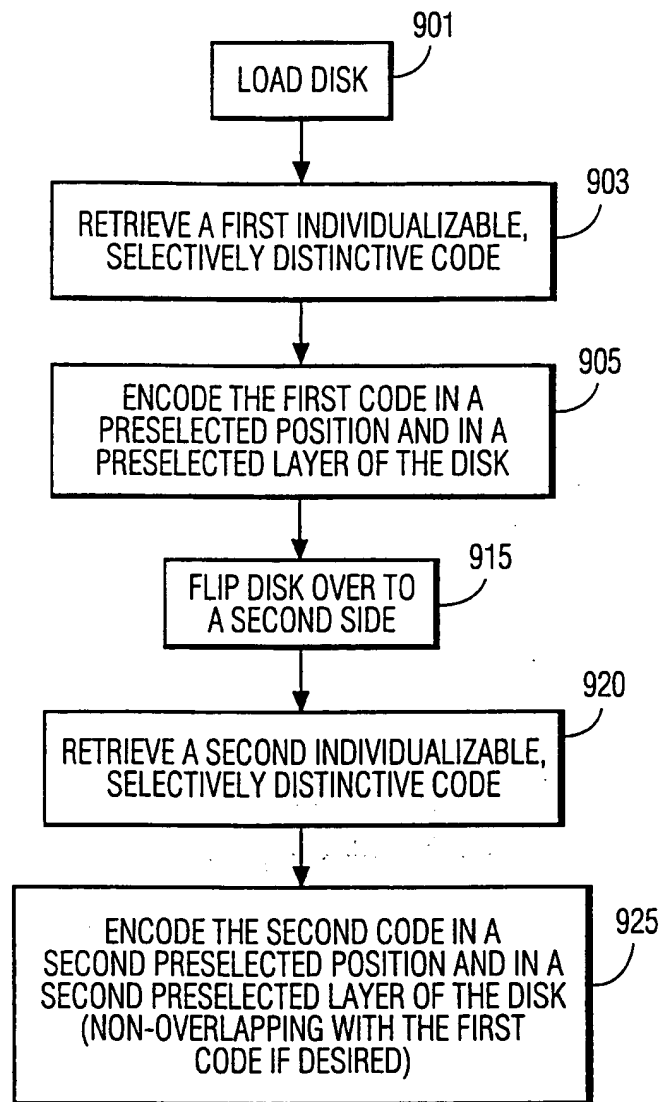 901
LOAD DISK
903
RETRIEVE A FIRST INDIVIDUALIZABLE,
SELECTIVELY DISTINCTIVE CODE
905
ENCODE THE FIRST CODE IN A
PRESELECTED POSITION AND IN A
PRESELECTED LAYER OF THE DISK
915
FLIP DISK OVER TO
A SECOND SIDE
920
RETRIEVE A SECOND INDIVIDUALIZABLE,
SELECTIVELY DISTINCTIVE CODE
925
ENCODE THE SECOND CODE IN A
SECOND PRESELECTED POSITION AND IN A
SECOND PRESELECTED LAYER OF THE DISK
(NON-OVERLAPPING WITH THE FIRST
CODE IF DESIRED)